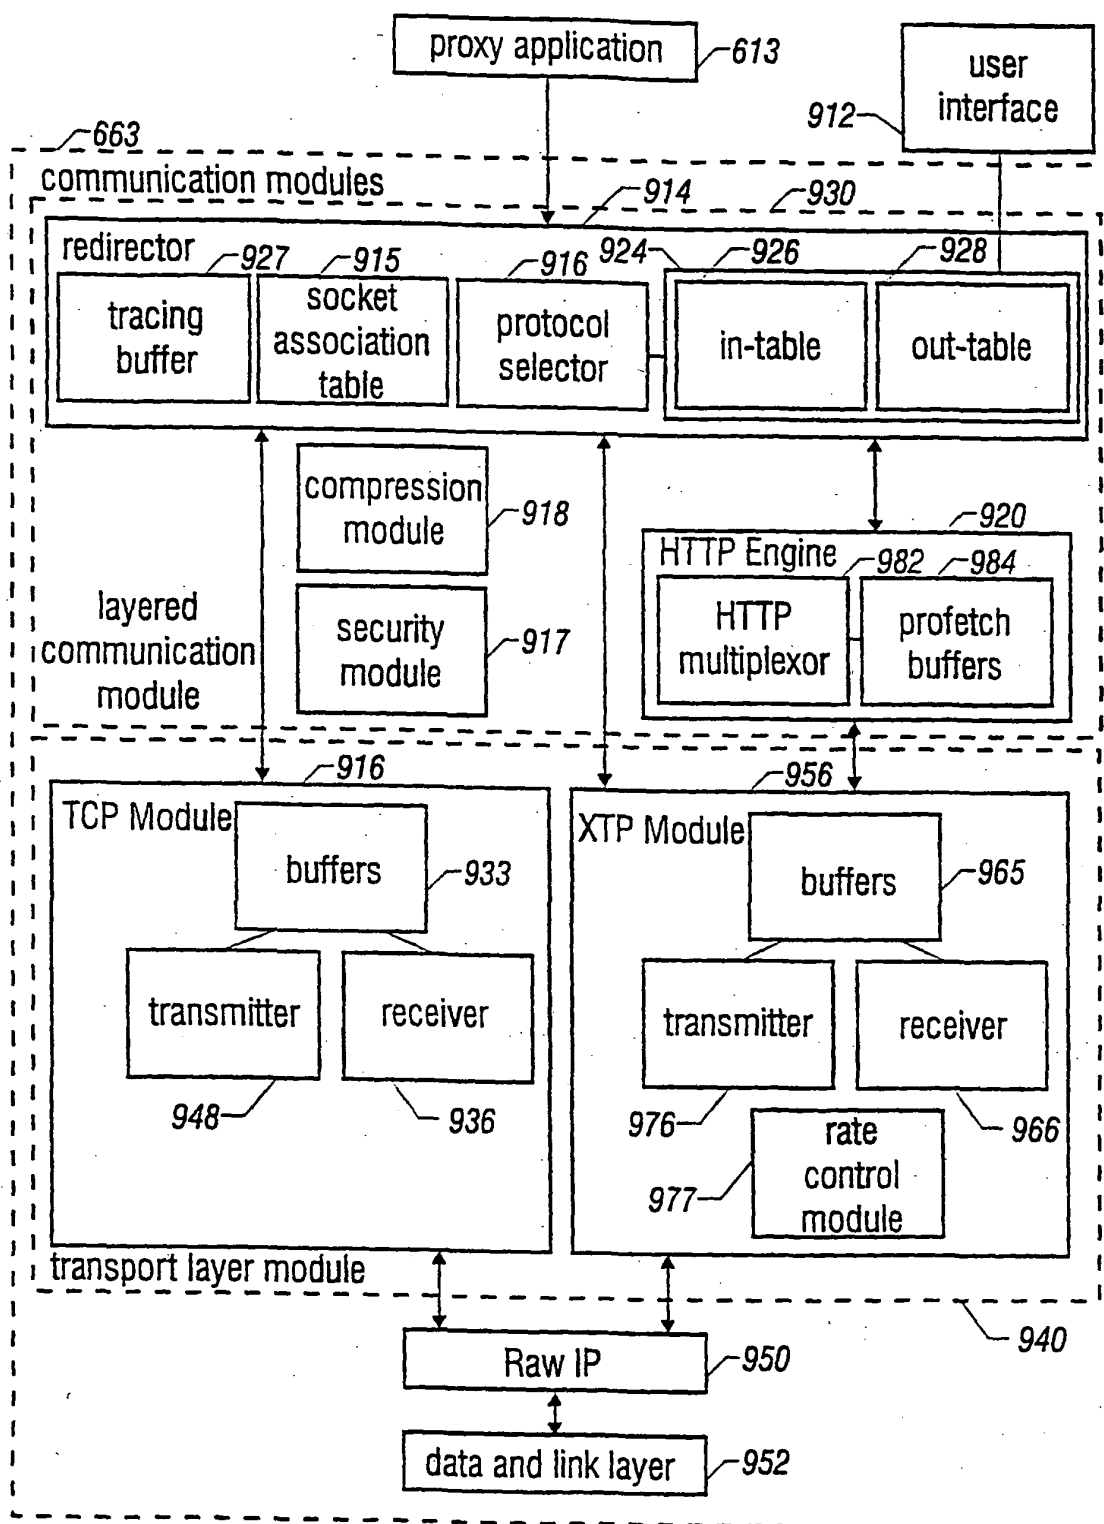 proxy application
613
user
interface
912
663
communication modules
914
930
redirector
927
915
916
924
926
928
tracing
buffer
socket
association
table
protocol
selector
in-table
out-table
compression
module
918
920
HTTP Engine
982
984
layered
communication
module
security
module
917
HTTP
multiplexor
profetch
buffers
916
956
TCP Module
buffers
933
XTP Module
buffers
965
transmitter
receiver
948
936
transmitter
receiver
976
966
rate
control
module
977
transport layer module
940
Raw IP
950
data and link layer
952